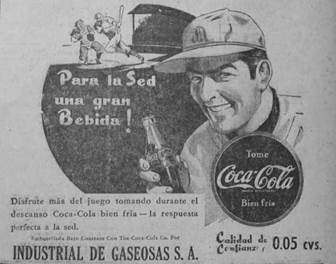 Para la Sed
una gran
Bebida!
Tome
Coca-Cola
Bien fría
Disfrute más del juego tomando durante el
descanso Coca-Cola bien fría — la respuesta
perfecta a la sed.
Embotellada Bajo Contrato Con The Coca-Cola Co. Por
INDUSTRIAL DE GASEOSAS S. A.
Calidad de
Confianza
0.05 cvs.